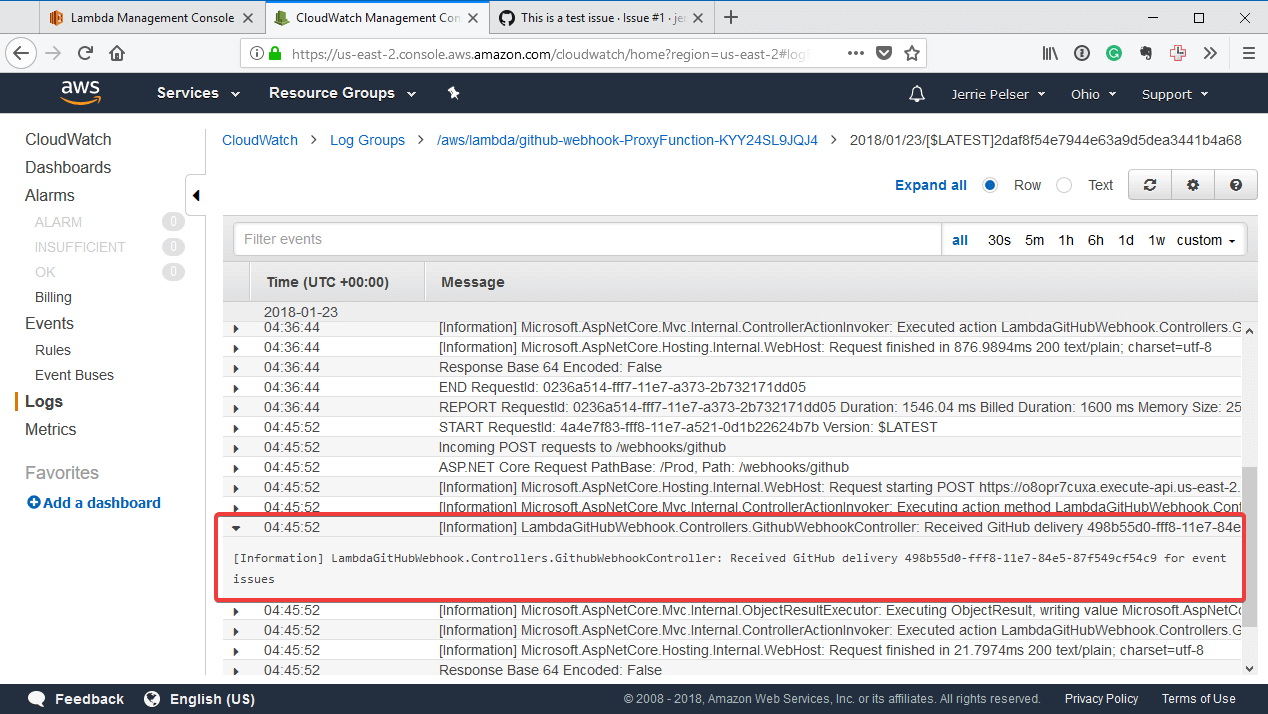 Lambda Management Console
CloudWatch Management Con
This is a test issue · Issue #1 · jer
https://us-east-2.console.aws.amazon.com/cloudwatch/home?region=us-east-2#log
aws
Services
Resource Groups
Jerrie Pelser
Ohio
Support
CloudWatch
Dashboards
Alarms
ALARM 0
INSUFFICIENT 0
OK 0
Billing
Events
Rules
Event Buses
Logs
Metrics
Favorites
Add a dashboard
CloudWatch > Log Groups > /aws/lambda/github-webhook-ProxyFunction-KYY24SL9JQJ4 > 2018/01/23/[$LATEST]2daf8f54e7944e63a9d5dea3441b4a68
Expand all Row Text
Filter events
all 30s 5m 1h 6h 1d 1w custom
Time (UTC +00:00) Message
2018-01-23
04:36:44 [Information] Microsoft.AspNetCore.Mvc.Internal.ControllerActionInvoker: Executed action LambdaGitHubWebhook.Controllers.G
04:36:44 [Information] Microsoft.AspNetCore.Hosting.Internal.WebHost: Request finished in 876.9894ms 200 text/plain; charset=utf-8
04:36:44 Response Base 64 Encoded: False
04:36:44 END RequestId: 0236a514-fff7-11e7-a373-2b732171dd05
04:36:44 REPORT RequestId: 0236a514-fff7-11e7-a373-2b732171dd05 Duration: 1546.04 ms Billed Duration: 1600 ms Memory Size: 25
04:45:52 START RequestId: 4a4e7f83-fff8-11e7-a521-0d1b22624b7b Version: $LATEST
04:45:52 Incoming POST requests to /webhooks/github
04:45:52 ASP.NET Core Request PathBase: /Prod, Path: /webhooks/github
04:45:52 [Information] Microsoft.AspNetCore.Hosting.Internal.WebHost: Request starting POST https://o8opr7cuxa.execute-api.us-east-2.
04:45:52 [Information] Microsoft.AspNetCore.Mvc.Internal.ControllerActionInvoker: Executing action method LambdaGitHubWebhook.Cont
04:45:52 [Information] LambdaGitHubWebhook.Controllers.GithubWebhookController: Received GitHub delivery 498b55d0-fff8-11e7-84e
[Information] LambdaGitHubWebhook.Controllers.GithubWebhookController: Received GitHub delivery 498b55d0-fff8-11e7-84e5-87f549cf54c9 for event
issues
04:45:52 [Information] Microsoft.AspNetCore.Mvc.Internal.ObjectResultExecutor: Executing ObjectResult, writing value Microsoft.AspNetCo
04:45:52 [Information] Microsoft.AspNetCore.Mvc.Internal.ControllerActionInvoker: Executed action LambdaGitHubWebhook.Controllers.G
04:45:52 [Information] Microsoft.AspNetCore.Hosting.Internal.WebHost: Request finished in 21.7974ms 200 text/plain; charset=utf-8
04:45:52 Response Base 64 Encoded: False
Feedback
English (US)
© 2008 - 2018, Amazon Web Services, Inc. or its affiliates. All rights reserved.
Privacy Policy
Terms of Use